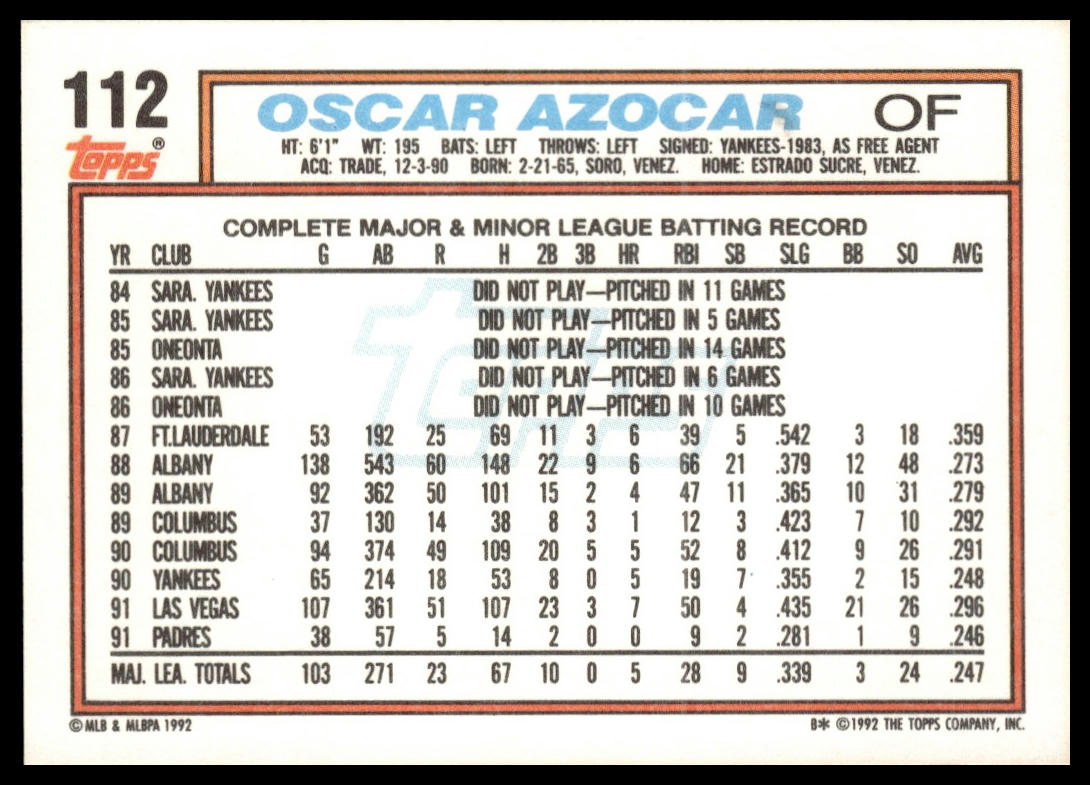 112
topps®
OSCAR AZOCAR OF
HT: 6'1" WT: 195 BATS: LEFT THROWS: LEFT SIGNED: YANKEES-1983, AS FREE AGENT
ACQ: TRADE, 12-3-90 BORN: 2-21-65, SORO, VENEZ. HOME: ESTRADO SUCRE, VENEZ.
COMPLETE MAJOR & MINOR LEAGUE BATTING RECORD
YR CLUB G AB R H 2B 3B HR RBI SB SLG BB SO AVG
84 SARA. YANKEES DID NOT PLAY—PITCHED IN 11 GAMES
85 SARA. YANKEES DID NOT PLAY—PITCHED IN 5 GAMES
85 ONEONTA DID NOT PLAY—PITCHED IN 14 GAMES
86 SARA. YANKEES DID NOT PLAY—PITCHED IN 6 GAMES
86 ONEONTA DID NOT PLAY—PITCHED IN 10 GAMES
87 FT.LAUDERDALE 53 192 25 69 11 3 6 39 5 .542 3 18 .359
88 ALBANY 138 543 60 148 22 9 6 66 21 .379 12 48 .273
89 ALBANY 92 362 50 101 15 2 4 47 11 .365 10 31 .279
89 COLUMBUS 37 130 14 38 8 3 1 12 3 .423 7 10 .292
90 COLUMBUS 94 374 49 109 20 5 5 52 8 .412 9 26 .291
90 YANKEES 65 214 18 53 8 0 5 19 7 .355 2 15 .248
91 LAS VEGAS 107 361 51 107 23 3 7 50 4 .435 21 26 .296
91 PADRES 38 57 5 14 2 0 0 9 2 .281 1 9 .246
MAJ. LEA. TOTALS 103 271 23 67 10 0 5 28 9 .339 3 24 .247
© MLB & MLBPA 1992 B* © 1992 THE TOPPS COMPANY, INC.